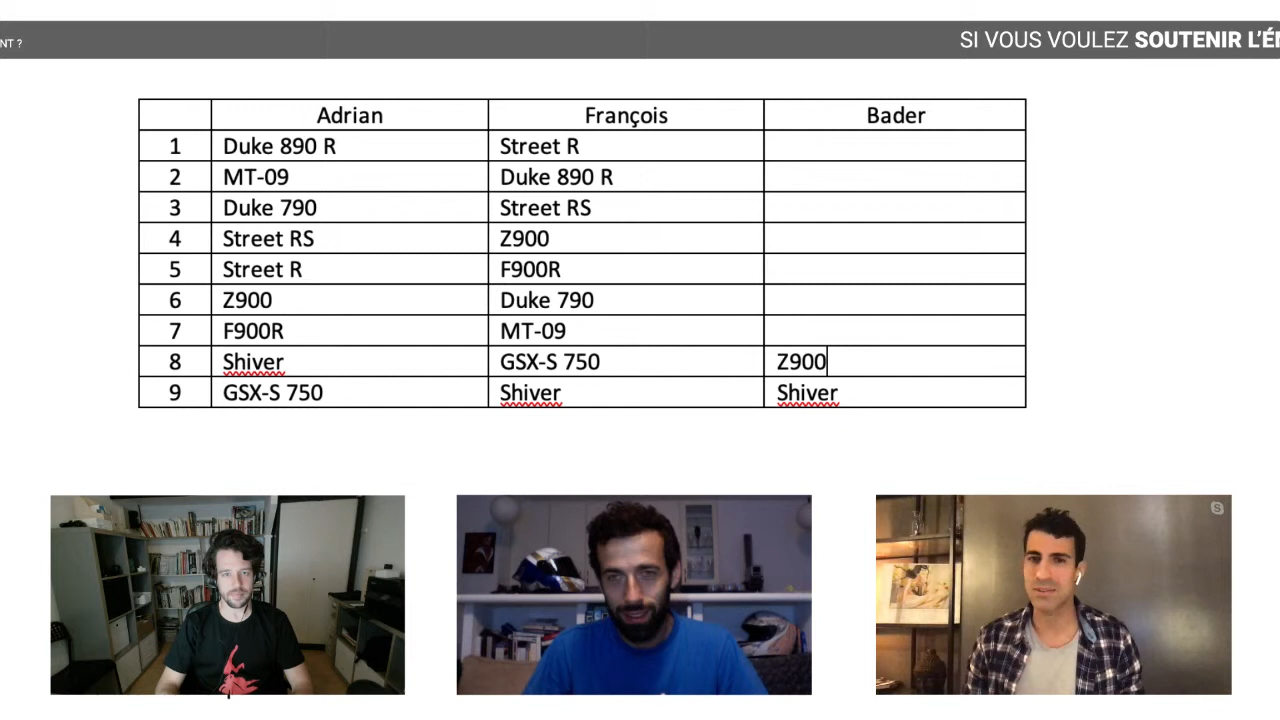 NT ?
SI VOUS VOULEZ SOUTENIR L'ÉM
Adrian François Bader
1 Duke 890 R Street R
2 MT-09 Duke 890 R
3 Duke 790 Street RS
4 Street RS Z900
5 Street R F900R
6 Z900 Duke 790
7 F900R MT-09
8 Shiver GSX-S 750 Z900
9 GSX-S 750 Shiver Shiver